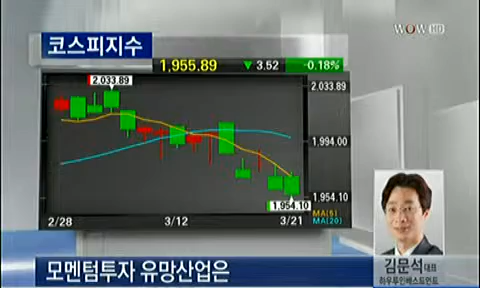 코스피지수
WOW HD
1,955.89 ▼ 3.52 -0.18%
2,033.89
2,033.89
1,994.00
1,954.10
1,954.10
MA(5)
MA(20)
2/28 3/12 3/21
김문석 대표
하우투인베스트먼트
모멘텀투자 유망산업은